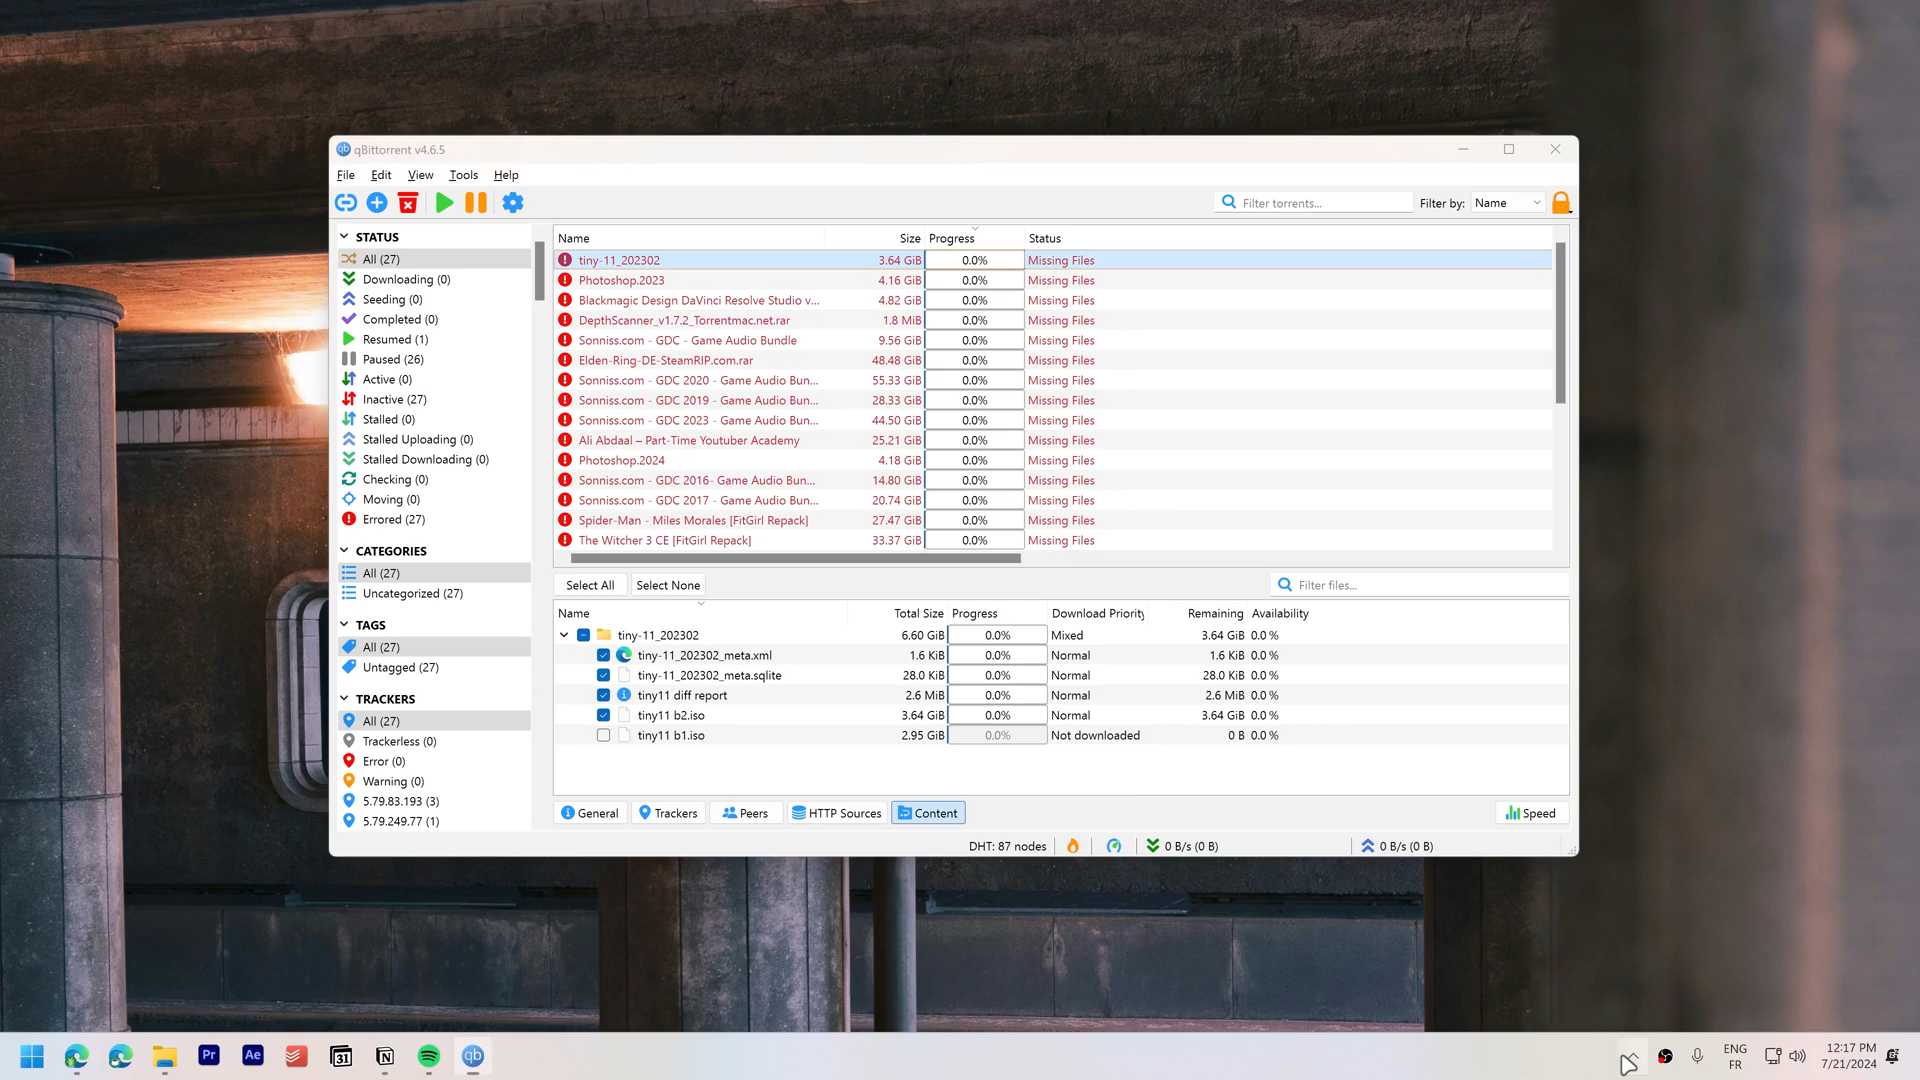 qBittorrent v4.6.5
File Edit View Tools Help
Filter torrents... Filter by: Name
STATUS
All (27)
Downloading (0)
Seeding (0)
Completed (0)
Resumed (1)
Paused (26)
Active (0)
Inactive (27)
Stalled (0)
Stalled Uploading (0)
Stalled Downloading (0)
Checking (0)
Moving (0)
Errored (27)
CATEGORIES
All (27)
Uncategorized (27)
TAGS
All (27)
Untagged (27)
TRACKERS
All (27)
Trackerless (0)
Error (0)
Warning (0)
5.79.83.193 (3)
5.79.249.77 (1)
Name Size Progress Status
tiny-11_202302 3.64 GiB 0.0% Missing Files
Photoshop.2023 4.16 GiB 0.0% Missing Files
Blackmagic Design DaVinci Resolve Studio v... 4.82 GiB 0.0% Missing Files
DepthScanner_v1.7.2_Torrentmac.net.rar 1.8 MiB 0.0% Missing Files
Sonniss.com - GDC - Game Audio Bundle 9.56 GiB 0.0% Missing Files
Elden-Ring-DE-SteamRIP.com.rar 48.48 GiB 0.0% Missing Files
Sonniss.com - GDC 2020 - Game Audio Bun... 55.33 GiB 0.0% Missing Files
Sonniss.com - GDC 2019 - Game Audio Bun... 28.33 GiB 0.0% Missing Files
Sonniss.com - GDC 2023 - Game Audio Bun... 44.50 GiB 0.0% Missing Files
Ali Abdaal – Part-Time Youtuber Academy 25.21 GiB 0.0% Missing Files
Photoshop.2024 4.18 GiB 0.0% Missing Files
Sonniss.com - GDC 2016- Game Audio Bun... 14.80 GiB 0.0% Missing Files
Sonniss.com - GDC 2017 - Game Audio Bun... 20.74 GiB 0.0% Missing Files
Spider-Man - Miles Morales [FitGirl Repack] 27.47 GiB 0.0% Missing Files
The Witcher 3 CE [FitGirl Repack] 33.37 GiB 0.0% Missing Files
Select All Select None Filter files...
Name Total Size Progress Download Priority Remaining Availability
tiny-11_202302 6.60 GiB 0.0% Mixed 3.64 GiB 0.0 %
tiny-11_202302_meta.xml 1.6 KiB 0.0% Normal 1.6 KiB 0.0 %
tiny-11_202302_meta.sqlite 28.0 KiB 0.0% Normal 28.0 KiB 0.0 %
tiny11 diff report 2.6 MiB 0.0% Normal 2.6 MiB 0.0 %
tiny11 b2.iso 3.64 GiB 0.0% Normal 3.64 GiB 0.0 %
tiny11 b1.iso 2.95 GiB 0.0% Not downloaded 0 B 0.0 %
General Trackers Peers HTTP Sources Content Speed
DHT: 87 nodes 0 B/s (0 B) 0 B/s (0 B)
Pr Ae 31 N qb
ENG
FR
12:17 PM
7/21/2024